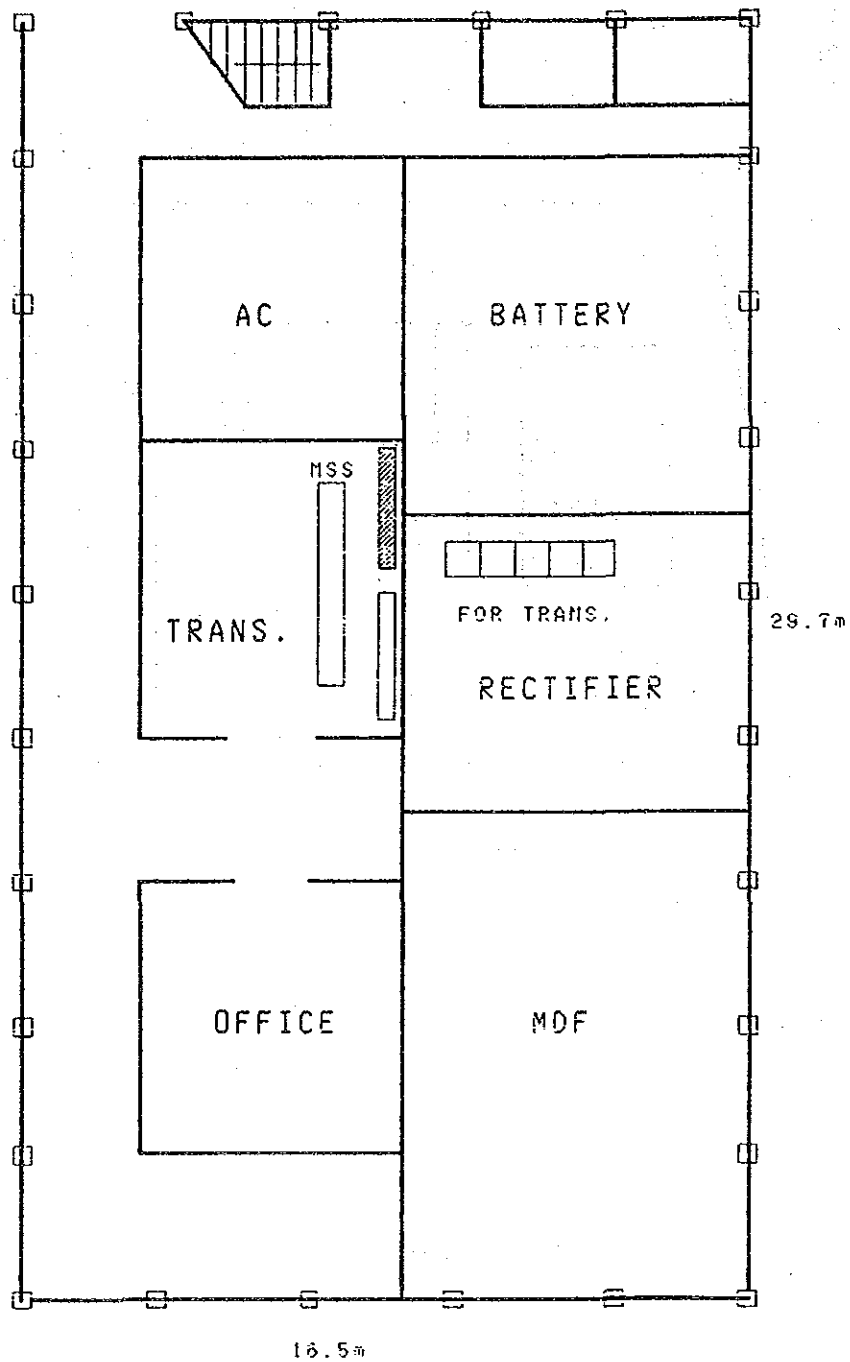 AC
BATTERY
MSS
TRANS.
FOR TRANS.
29.7m
RECTIFIER
OFFICE
MDF
16.5m